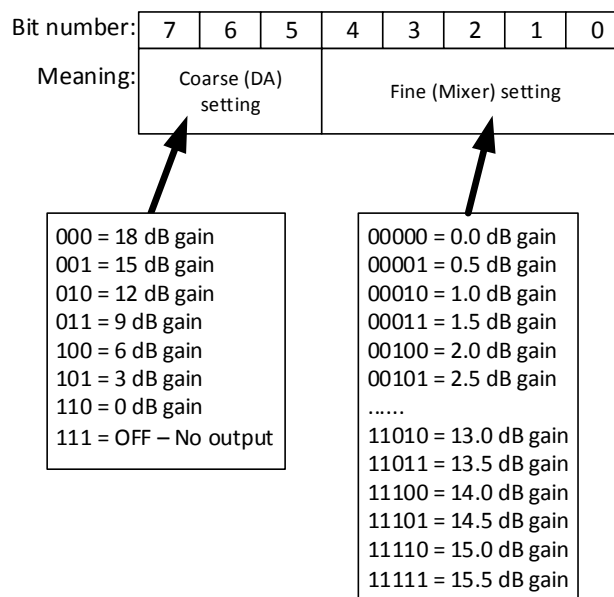 Bit number: 7 6 5 4 3 2 1 0
Meaning: Coarse (DA) setting Fine (Mixer) setting
000 = 18 dB gain
001 = 15 dB gain
010 = 12 dB gain
011 = 9 dB gain
100 = 6 dB gain
101 = 3 dB gain
110 = 0 dB gain
111 = OFF – No output
00000 = 0.0 dB gain
00001 = 0.5 dB gain
00010 = 1.0 dB gain
00011 = 1.5 dB gain
00100 = 2.0 dB gain
00101 = 2.5 dB gain
......
11010 = 13.0 dB gain
11011 = 13.5 dB gain
11100 = 14.0 dB gain
11101 = 14.5 dB gain
11110 = 15.0 dB gain
11111 = 15.5 dB gain